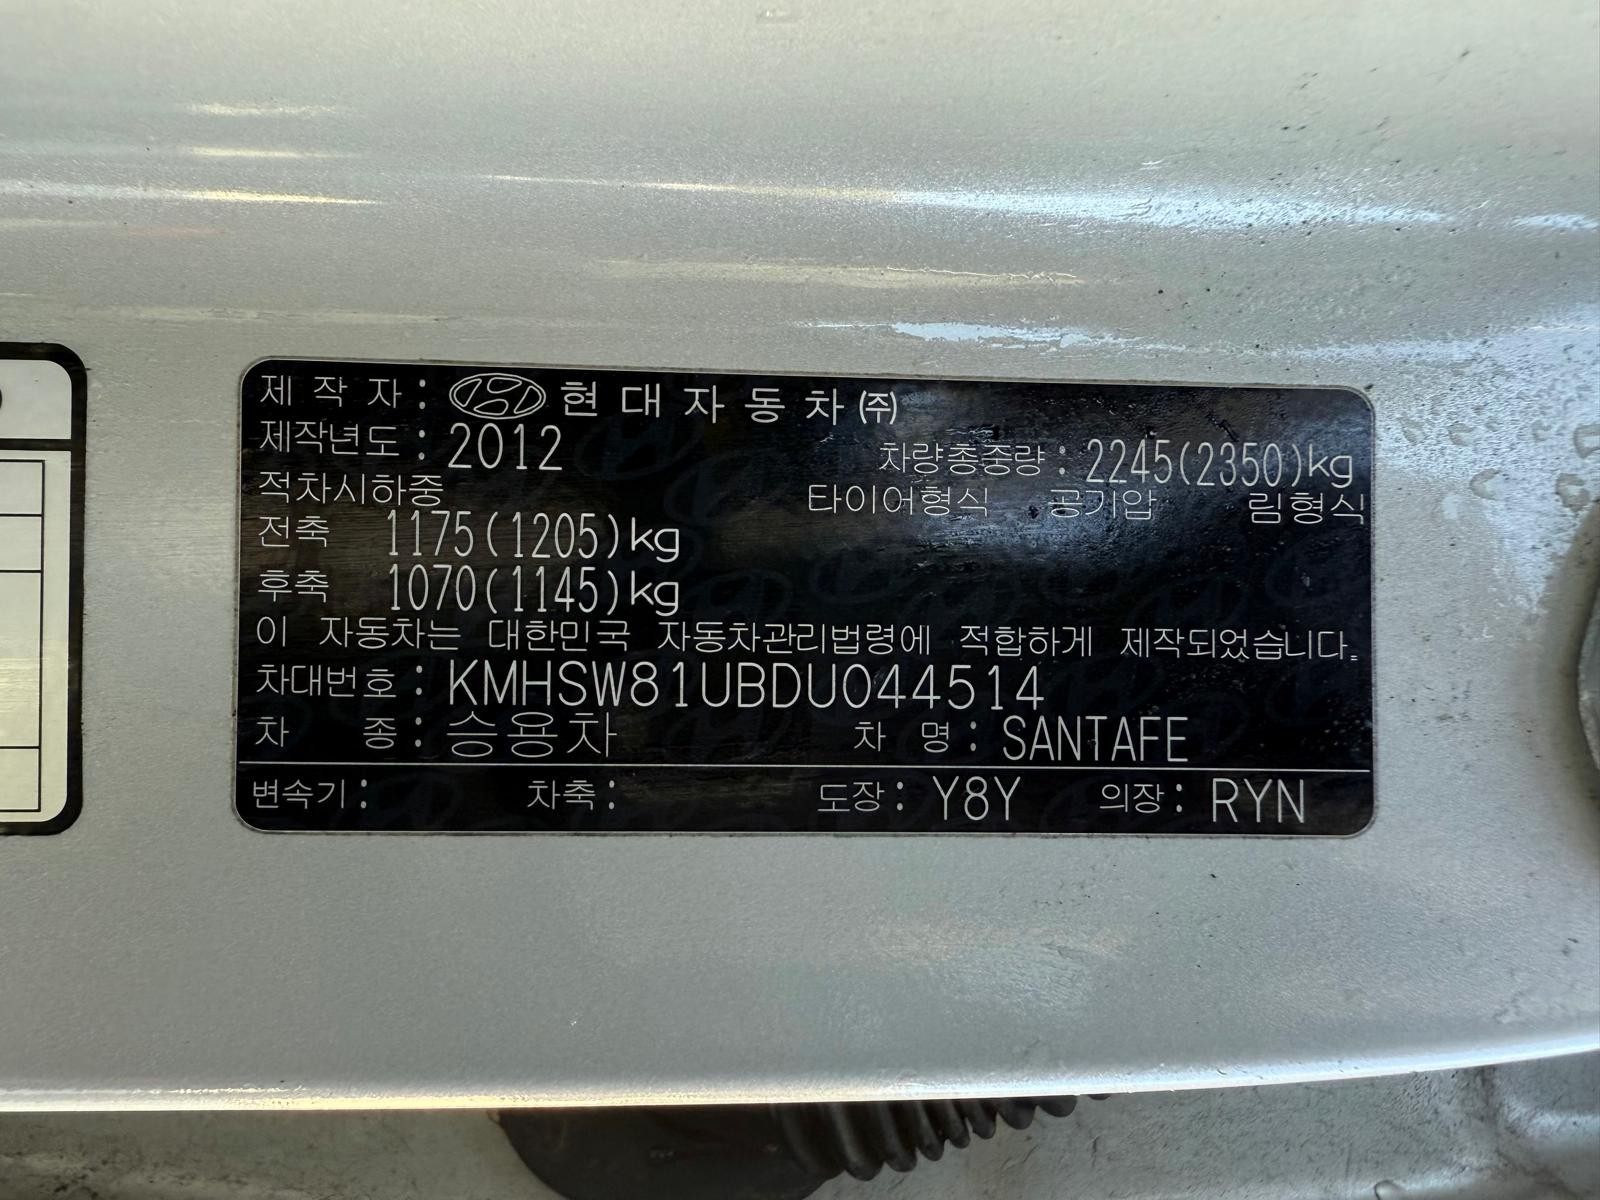 제 작 자 : 현대자동차㈜
제작년도 : 2012 차량총중량 : 2245(2350)kg
적차시하중 타이어형식 공기압 림형식
전축 1175(1205)kg
후축 1070(1145)kg
이 자동차는 대한민국 자동차관리법령에 적합하게 제작되었습니다.
차대번호 : KMHSW81UBDU044514
차 종 : 승용차 차 명 : SANTAFE
변속기 : 차축 : 도장 : Y8Y 의장 : RYN